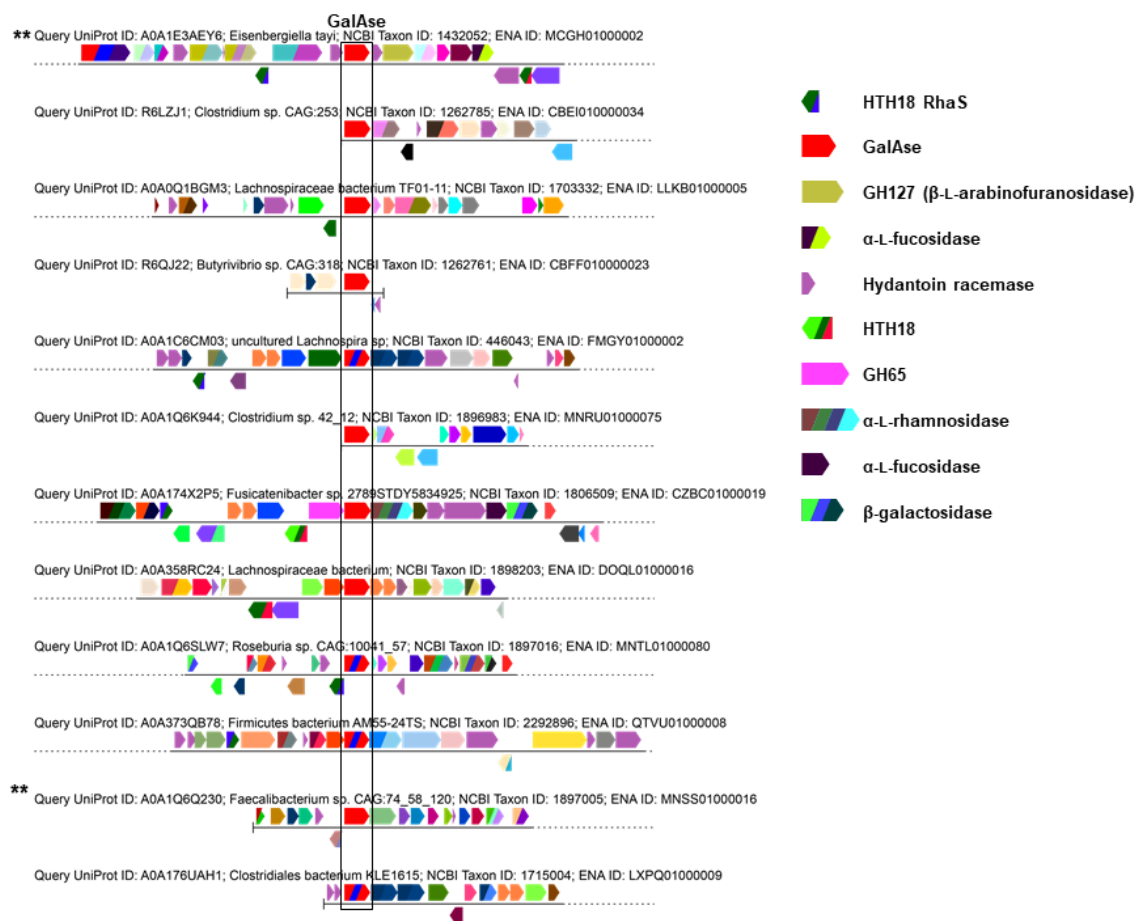 GalAse
** Query UniProt ID: A0A1E3AEY6; Eisenbergiella tayi; NCBI Taxon ID: 1432052; ENA ID: MCGH01000002
Query UniProt ID: R6LZJ1; Clostridium sp. CAG:253; NCBI Taxon ID: 1262785; ENA ID: CBEI010000034
Query UniProt ID: A0A0Q1BGM3; Lachnospiraceae bacterium TF01-11; NCBI Taxon ID: 1703332; ENA ID: LLKB01000005
Query UniProt ID: R6QJ22; Butyrivibrio sp. CAG:318; NCBI Taxon ID: 1262761; ENA ID: CBFF010000023
Query UniProt ID: A0A1C6CM03; uncultured Lachnospira sp; NCBI Taxon ID: 446043; ENA ID: FMGY01000002
Query UniProt ID: A0A1Q6K944; Clostridium sp. 42_12; NCBI Taxon ID: 1896983; ENA ID: MNRU01000075
Query UniProt ID: A0A174X2P5; Fusicatenibacter sp. 2789STDY5834925; NCBI Taxon ID: 1806509; ENA ID: CZBC01000019
Query UniProt ID: A0A358RC24; Lachnospiraceae bacterium; NCBI Taxon ID: 1898203; ENA ID: DOQL01000016
Query UniProt ID: A0A1Q6SLW7; Roseburia sp. CAG:10041_57; NCBI Taxon ID: 1897016; ENA ID: MNTL01000080
Query UniProt ID: A0A373QB78; Firmicutes bacterium AM55-24TS; NCBI Taxon ID: 2292896; ENA ID: QTVU01000008
** Query UniProt ID: A0A1Q6Q230; Faecalibacterium sp. CAG:74_58_120; NCBI Taxon ID: 1897005; ENA ID: MNSS01000016
Query UniProt ID: A0A176UAH1; Clostridiales bacterium KLE1615; NCBI Taxon ID: 1715004; ENA ID: LXPQ01000009
HTH18 RhaS
GalAse
GH127 (β-L-arabinofuranosidase)
α-L-fucosidase
Hydantoin racemase
HTH18
GH65
α-L-rhamnosidase
α-L-fucosidase
β-galactosidase